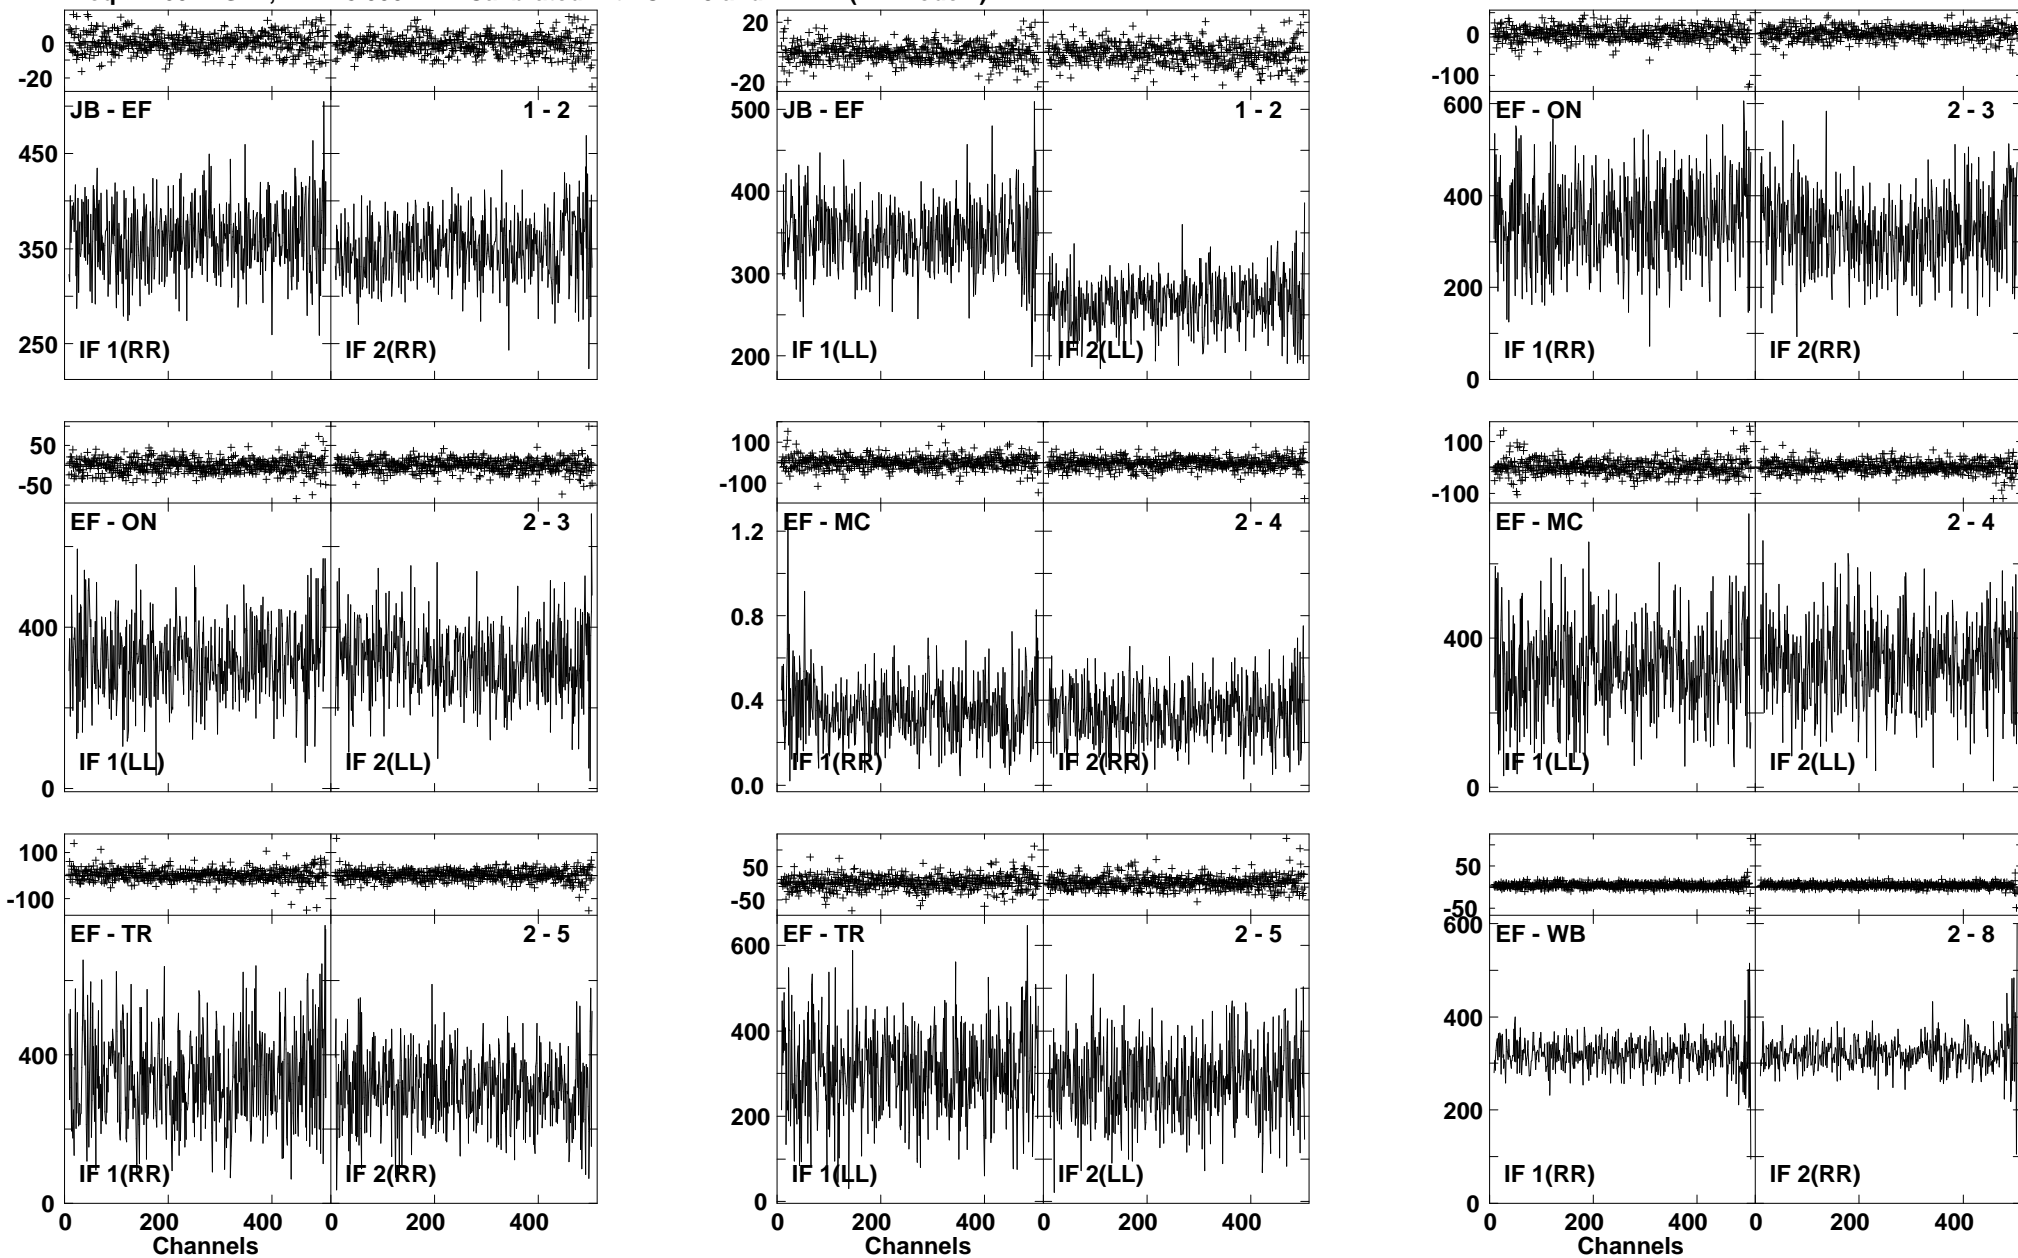 0
-20
JB - EF
1 - 2
450
350
250
IF 1(RR)
IF 2(RR)
20
-20
JB - EF
1 - 2
500
400
300
200
IF 1(LL)
IF 2(LL)
0
-100
EF - ON
2 - 3
600
400
200
0
IF 1(RR)
IF 2(RR)
50
-50
EF - ON
2 - 3
400
0
IF 1(LL)
IF 2(LL)
100
-100
EF - MC
2 - 4
1.2
0.8
0.4
0.0
IF 1(RR)
IF 2(RR)
100
-100
EF - MC
2 - 4
400
0
IF 1(LL)
IF 2(LL)
100
-100
EF - TR
2 - 5
400
0
IF 1(RR)
IF 2(RR)
0 200 400 0 200 400
Channels
50
-50
EF - TR
2 - 5
600
400
200
0
IF 1(LL)
IF 2(LL)
0 200 400 0 200 400
Channels
50
-50
EF - WB
2 - 8
600
400
200
0
IF 1(RR)
IF 2(RR)
0 200 400 0 200 400
Channels